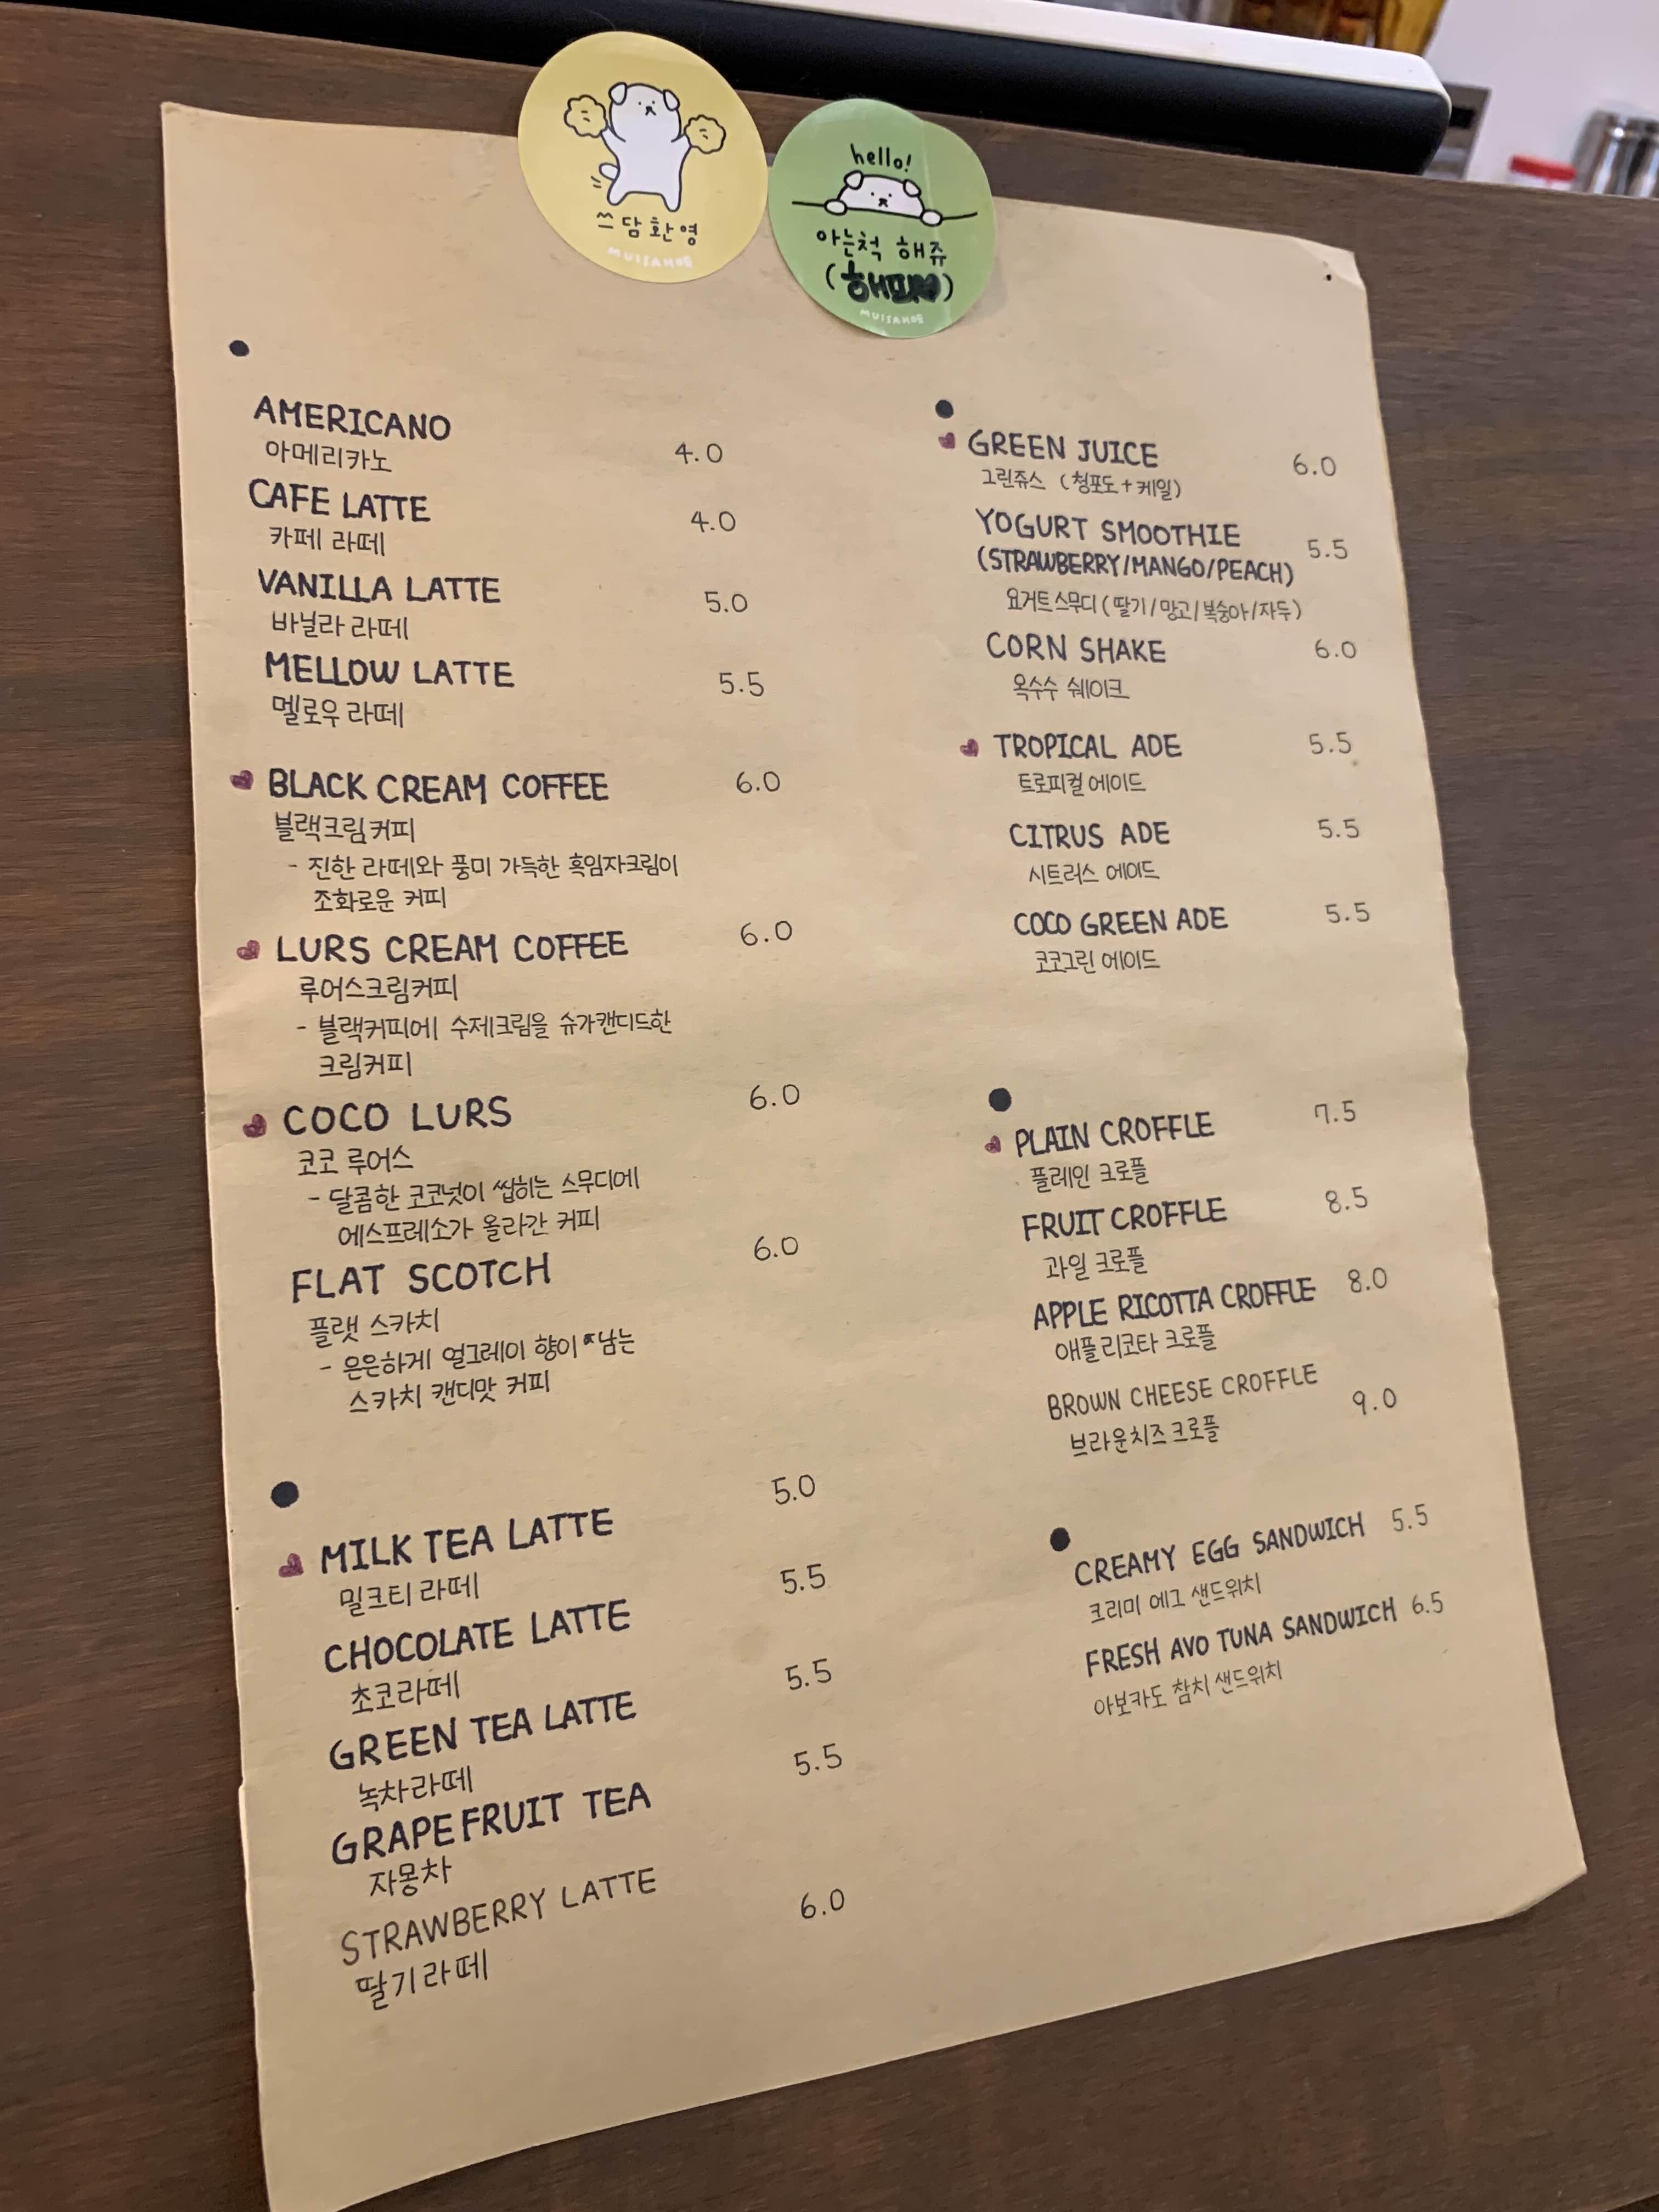 쓰담환영
MUISAHOE
hello!
아는척 해쥬
(해피♥)
MUISAHOE
AMERICANO 4.0
아메리카노
CAFE LATTE 4.0
카페 라떼
VANILLA LATTE 5.0
바닐라 라떼
MELLOW LATTE 5.5
멜로우 라떼
♥ BLACK CREAM COFFEE 6.0
블랙크림커피
- 진한 라떼와 풍미 가득한 흑임자크림이
조화로운 커피
♥ LURS CREAM COFFEE 6.0
루어스크림커피
- 블랙커피에 수제크림을 슈가캔디드한
크림커피
♥ COCO LURS 6.0
코코 루어스
- 달콤한 코코넛이 씹히는 스무디에
에스프레소가 올라간 커피
FLAT SCOTCH 6.0
플랫 스카치
- 은은하게 얼그레이 향이 남는
스카치 캔디맛 커피
♥ MILK TEA LATTE 5.0
밀크티 라떼
CHOCOLATE LATTE 5.5
초코라떼
GREEN TEA LATTE 5.5
녹차라떼
GRAPEFRUIT TEA 5.5
자몽차
STRAWBERRY LATTE 6.0
딸기라떼
♥ GREEN JUICE 6.0
그린쥬스 (청포도+케일)
YOGURT SMOOTHIE 5.5
(STRAWBERRY/MANGO/PEACH)
요거트스무디(딸기/망고/복숭아/자두)
CORN SHAKE 6.0
옥수수 쉐이크
♥ TROPICAL ADE 5.5
트로피컬에이드
CITRUS ADE 5.5
시트러스 에이드
COCO GREEN ADE 5.5
코코그린 에이드
♥ PLAIN CROFFLE 7.5
플레인 크로플
FRUIT CROFFLE 8.5
과일 크로플
APPLE RICOTTA CROFFLE 8.0
애플리코타 크로플
BROWN CHEESE CROFFLE 9.0
브라운치즈크로플
CREAMY EGG SANDWICH 5.5
크리미 에그 샌드위치
FRESH AVO TUNA SANDWICH 6.5
아보카도 참치 샌드위치